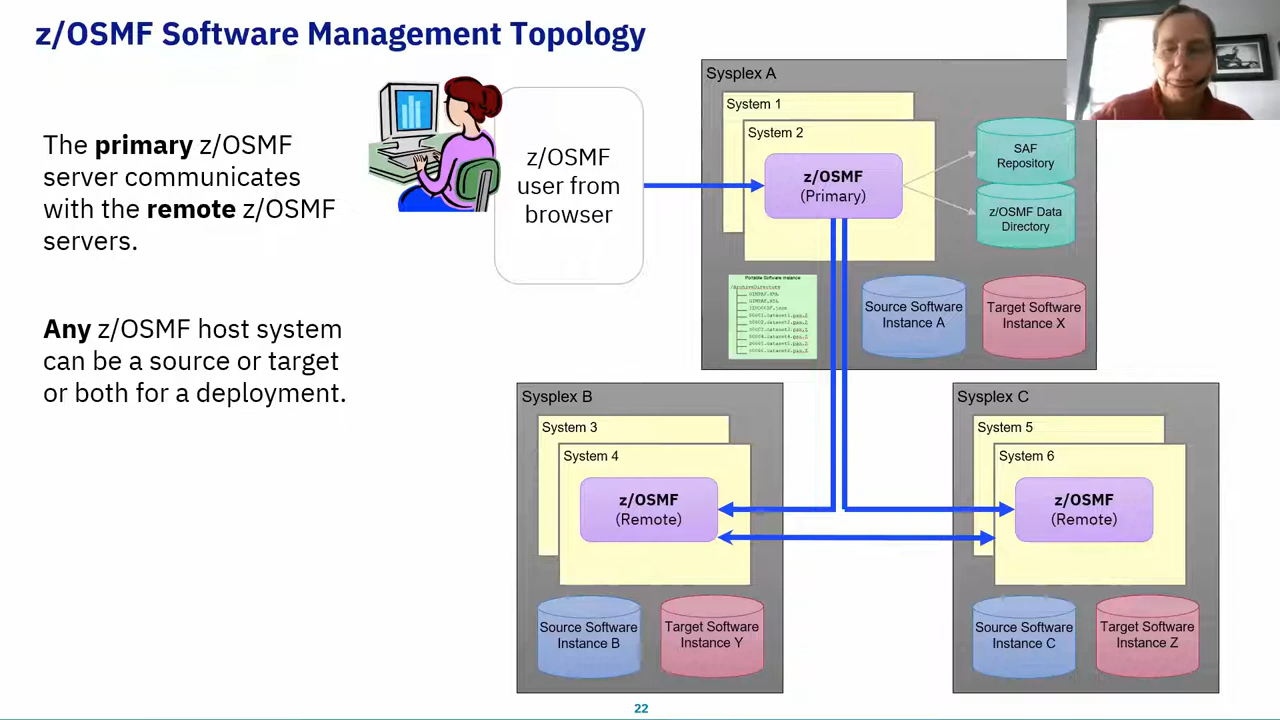 z/OSMF Software Management Topology
The primary z/OSMF
server communicates
with the remote z/OSMF
servers.
Any z/OSMF host system
can be a source or target
or both for a deployment.
z/OSMF
user from
browser
Sysplex A
System 1
System 2
z/OSMF
(Primary)
SAF
Repository
z/OSMF Data
Directory
Portable Software Instance
/ArchiveDirectory
Source Software
Instance A
Target Software
Instance X
Sysplex B
System 3
System 4
z/OSMF
(Remote)
Source Software
Instance B
Target Software
Instance Y
Sysplex C
System 5
System 6
z/OSMF
(Remote)
Source Software
Instance C
Target Software
Instance Z
22